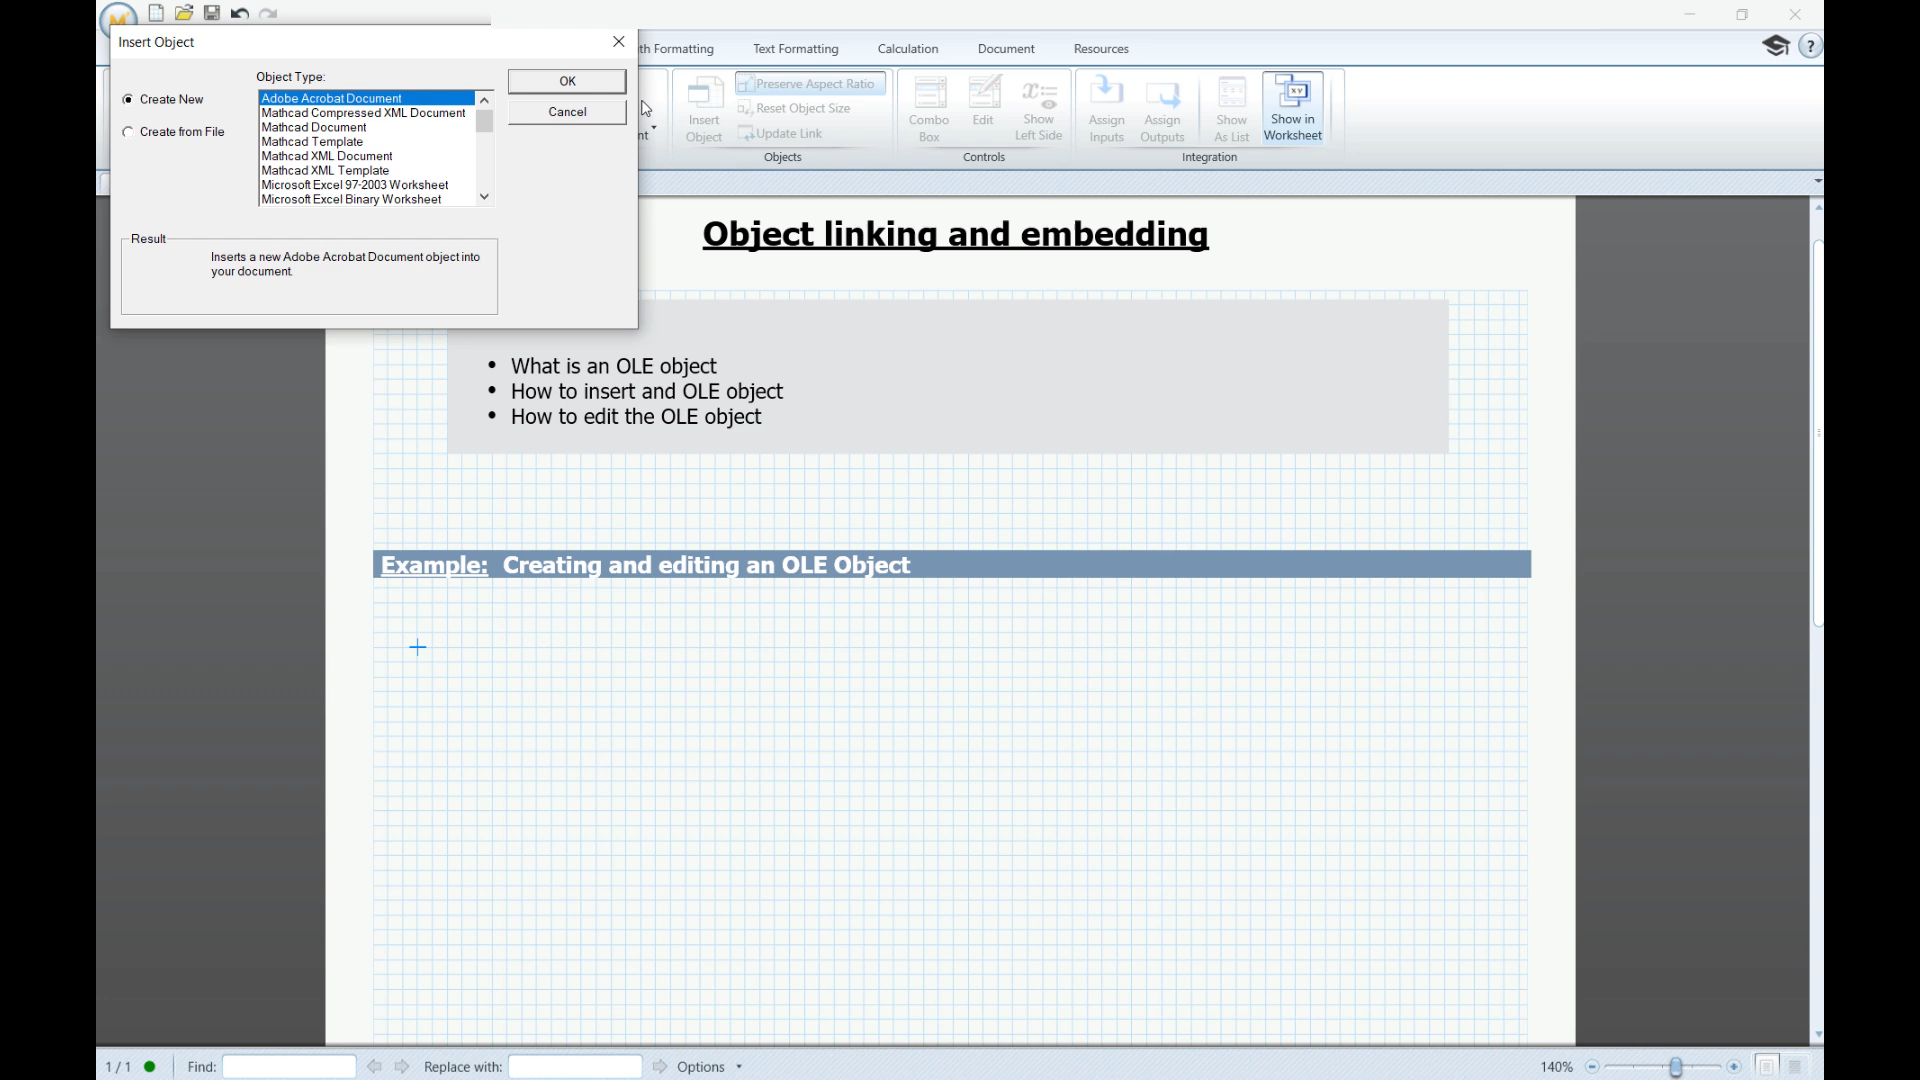 Insert Object
Object Type:
OK
Cancel
Create New
Create from File
Adobe Acrobat Document
Mathcad Compressed XML Document
Mathcad Document
Mathcad Template
Mathcad XML Document
Mathcad XML Template
Microsoft Excel 97-2003 Worksheet
Microsoft Excel Binary Worksheet
Result
Inserts a new Adobe Acrobat Document object into
your document.
th Formatting
Text Formatting
Calculation
Document
Resources
?
nt
Insert
Object
Preserve Aspect Ratio
Reset Object Size
Update Link
Objects
Combo
Box
Edit
Show
Left Side
Controls
Assign
Inputs
Assign
Outputs
Show
As List
Show in
Worksheet
Integration
Object linking and embedding
• What is an OLE object
• How to insert and OLE object
• How to edit the OLE object
Example: Creating and editing an OLE Object
1 / 1
Find:
Replace with:
Options
140%